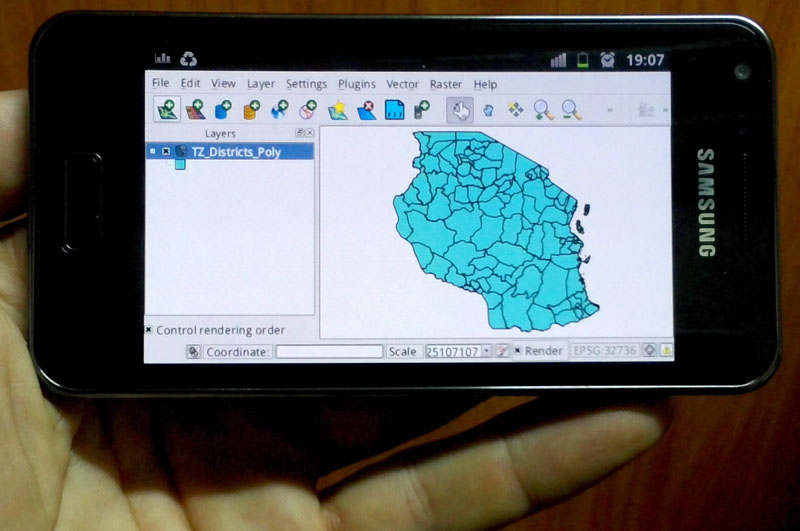 19:07
File Edit View Layer Settings Plugins Vector Raster Help
Layers
TZ_Districts_Poly
Control rendering order
Coordinate: Scale 25107107 Render EPSG:32736
SAMSUNG